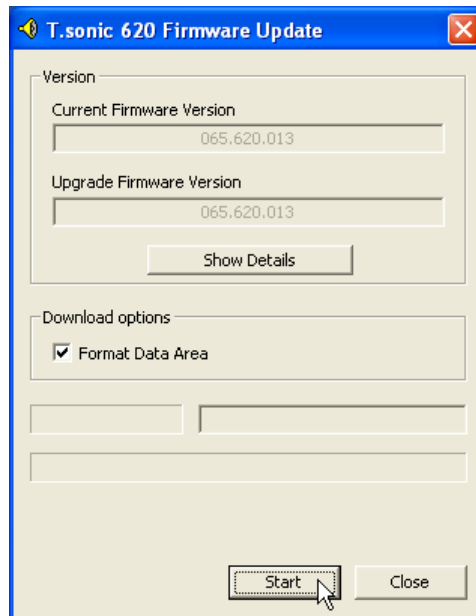 T.sonic 620 Firmware Update
Version
Current Firmware Version
065.620.013
Upgrade Firmware Version
065.620.013
Show Details
Download options
Format Data Area
Start
Close